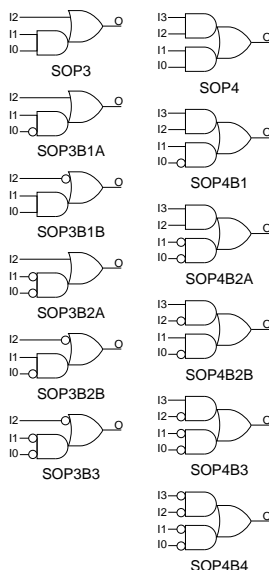 I2
O
I1
I0
SOP3
I2
O
I1
I0
SOP3B1A
I2
O
I1
I0
SOP3B1B
I2
O
I1
I0
SOP3B2A
I2
O
I1
I0
SOP3B2B
I2
O
I1
I0
SOP3B3
I3
I2
O
I1
I0
SOP4
I3
I2
O
I1
I0
SOP4B1
I3
I2
O
I1
I0
SOP4B2A
I3
I2
O
I1
I0
SOP4B2B
I3
I2
O
I1
I0
SOP4B3
I3
I2
O
I1
I0
SOP4B4